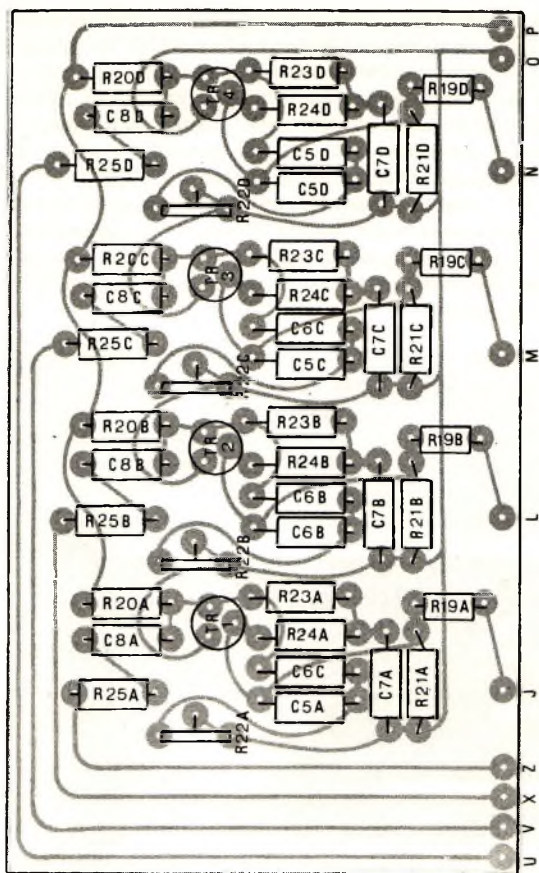 P
O
R20D
R23D
R19D
TR
4
C8D
R24D
C5D
C7D
R21D
N
R25D
C5D
R22D
R20C
R23C
R19C
TR
3
C8C
R24C
C6C
C7C
R21C
M
R25C
C5C
R22C
R20B
R23B
R19B
TR
2
C8B
R24B
C6B
C7B
R21B
L
R25B
C6B
R22B
R20A
R23A
R19A
TR
1
C8A
R24A
C6C
C7A
R21A
J
R25A
C5A
R22A
Z
X
V
U